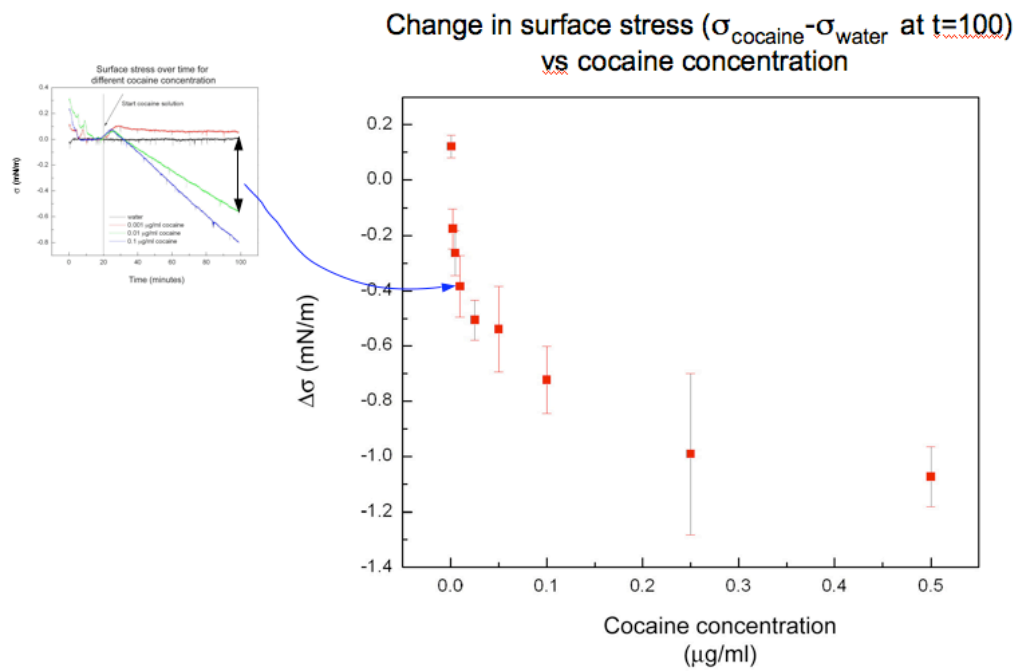 Change in surface stress (σcocaine-σwater at t=100)
vs cocaine concentration
Surface stress over time for
different cocaine concentration
Start cocaine solution
0.4
0.2
0.0
-0.2
-0.4
-0.6
-0.8
σ (mN/m)
water
0.001 μg/ml cocaine
0.01 μg/ml cocaine
0.1 μg/ml cocaine
0 20 40 60 80 100
Time (minutes)
0.2
0.0
-0.2
-0.4
-0.6
-0.8
-1.0
-1.2
-1.4
Δσ (mN/m)
0.0 0.1 0.2 0.3 0.4 0.5
Cocaine concentration
(μg/ml)